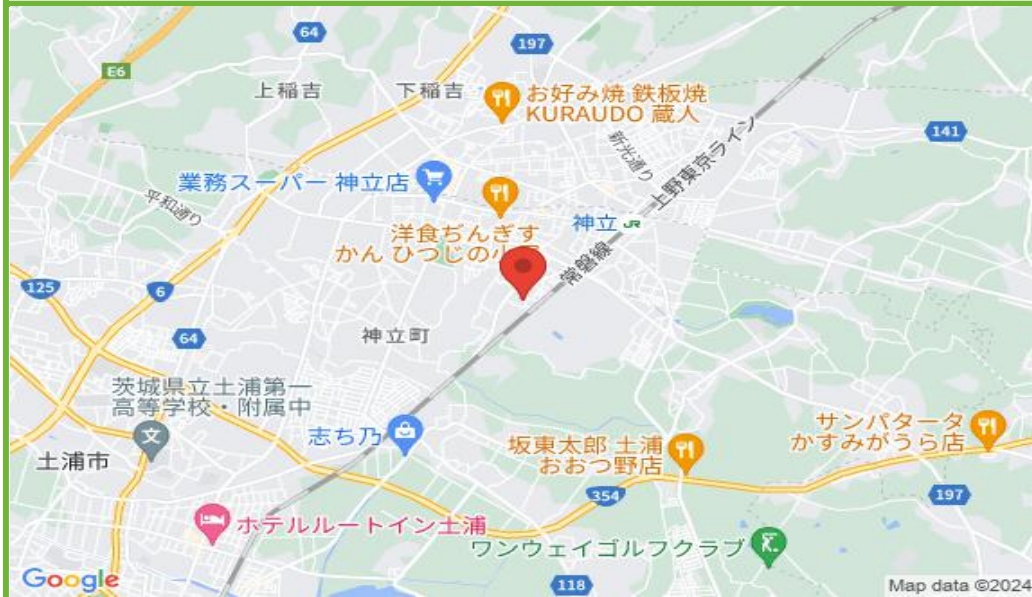 64
197
E6
上稲吉
下稲吉
お好み焼 鉄板焼
KURAUDO 蔵人
141
新光通り
上野東京ライン
業務スーパー 神立店
平和通り
神立 JR
洋食ぢんぎす
かん ひつじの小
常磐線
125
6
64
神立町
茨城県立土浦第一
高等学校・附属中
志ち乃
サンパタータ
かすみがうら店
坂東太郎 土浦
おおつ野店
土浦市
354
197
ホテルルートイン土浦
ワンウェイゴルフクラブ
Google
118
Map data ©2024